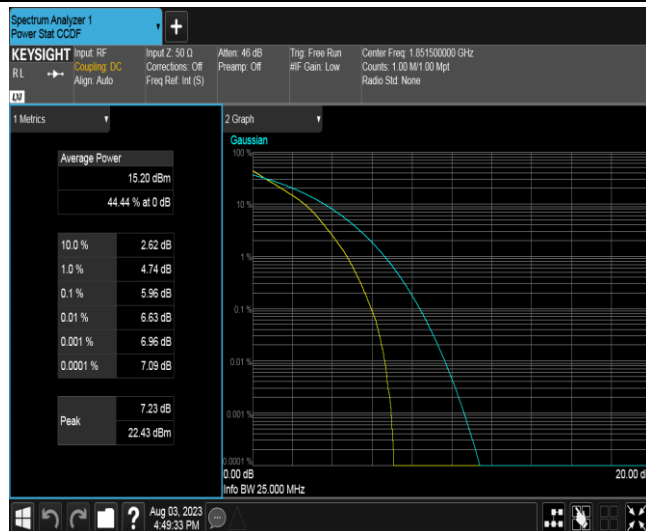 Spectrum Analyzer 1
Power Stat CCDF
+
KEYSIGHT
RL
LXI
Input: RF
Coupling: DC
Align: Auto
Input Z: 50 Ω
Corrections: Off
Freq Ref: Int (S)
Atten: 46 dB
Preamp: Off
Trig: Free Run
#IF Gain: Low
Center Freq: 1.851500000 GHz
Counts: 1.00 M/1.00 Mpt
Radio Std: None
1 Metrics
Average Power
15.20 dBm
44.44 % at 0 dB
10.0 % 2.62 dB
1.0 % 4.74 dB
0.1 % 5.96 dB
0.01 % 6.63 dB
0.001 % 6.96 dB
0.0001 % 7.09 dB
Peak
7.23 dB
22.43 dBm
2 Graph
Gaussian
100 %
10 %
1 %
0.1 %
0.01 %
0.001 %
0.0001 %
0.00 dB
20.00 d
Info BW 25.000 MHz
?
Aug 03, 2023
4:49:33 PM